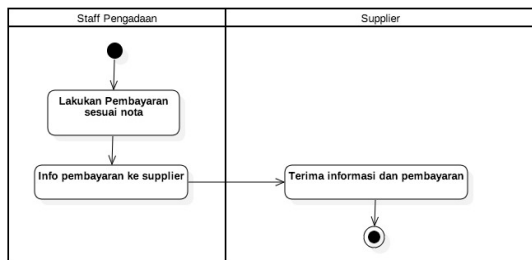 Staff Pengadaan
Supplier
Lakukan Pembayaran
sesuai nota
Info pembayaran ke supplier
Terima informasi dan pembayaran